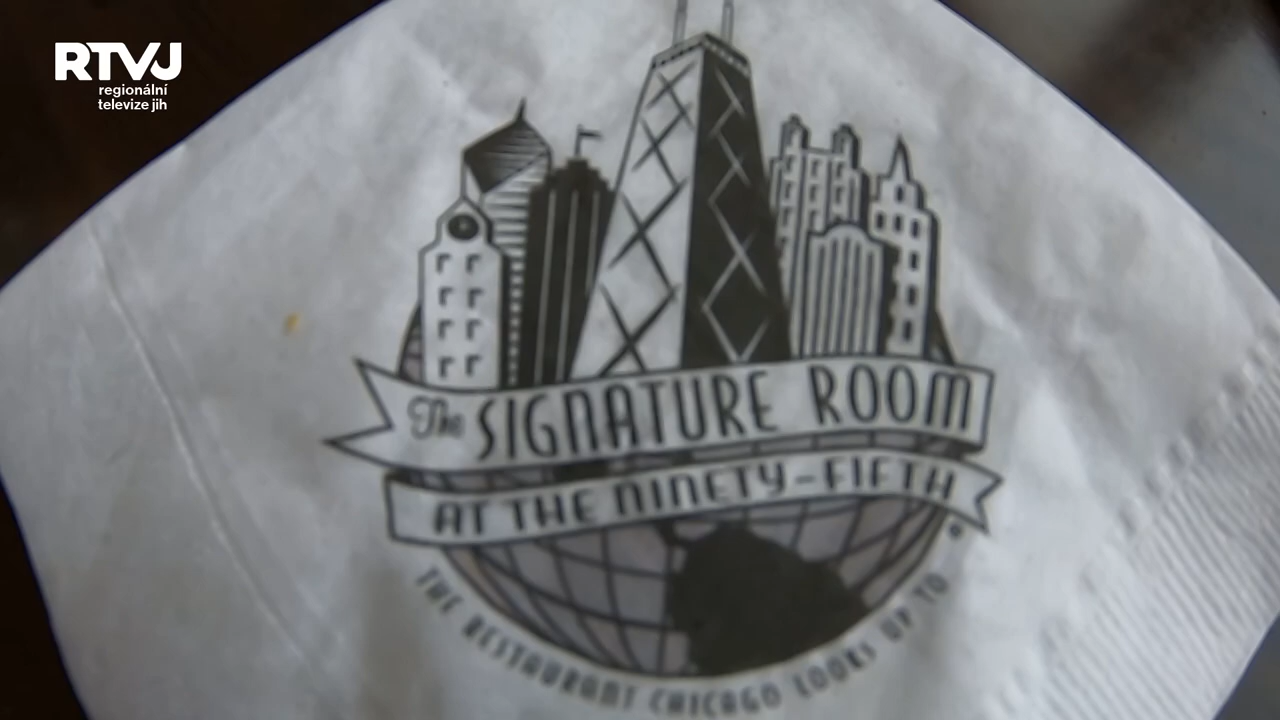 RTVJ
regionální
televize jih
The SIGNATURE ROOM
AT THE NINETY-FIFTH
THE RESTAURANT CHICAGO LOOKS UP TO